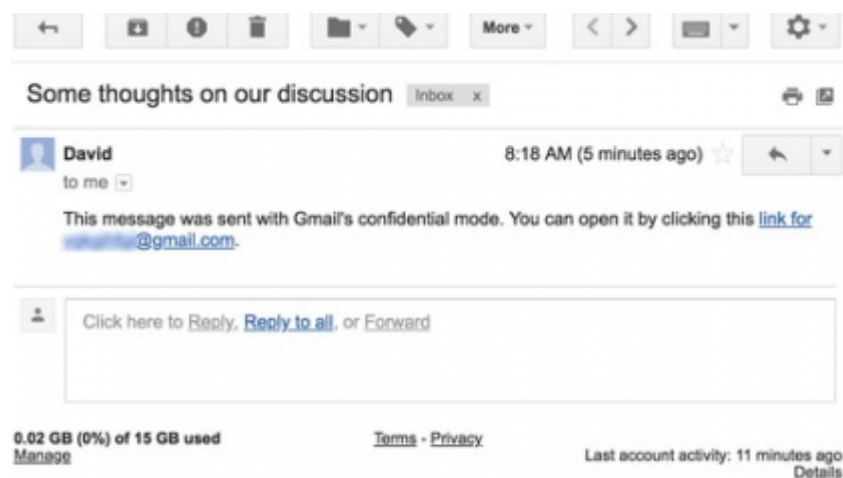 More
Some thoughts on our discussion Inbox x
David 8:18 AM (5 minutes ago)
to me
This message was sent with Gmail's confidential mode. You can open it by clicking this link for
@gmail.com.
Click here to Reply, Reply to all, or Forward
0.02 GB (0%) of 15 GB used Terms - Privacy
Manage Last account activity: 11 minutes ago
Details